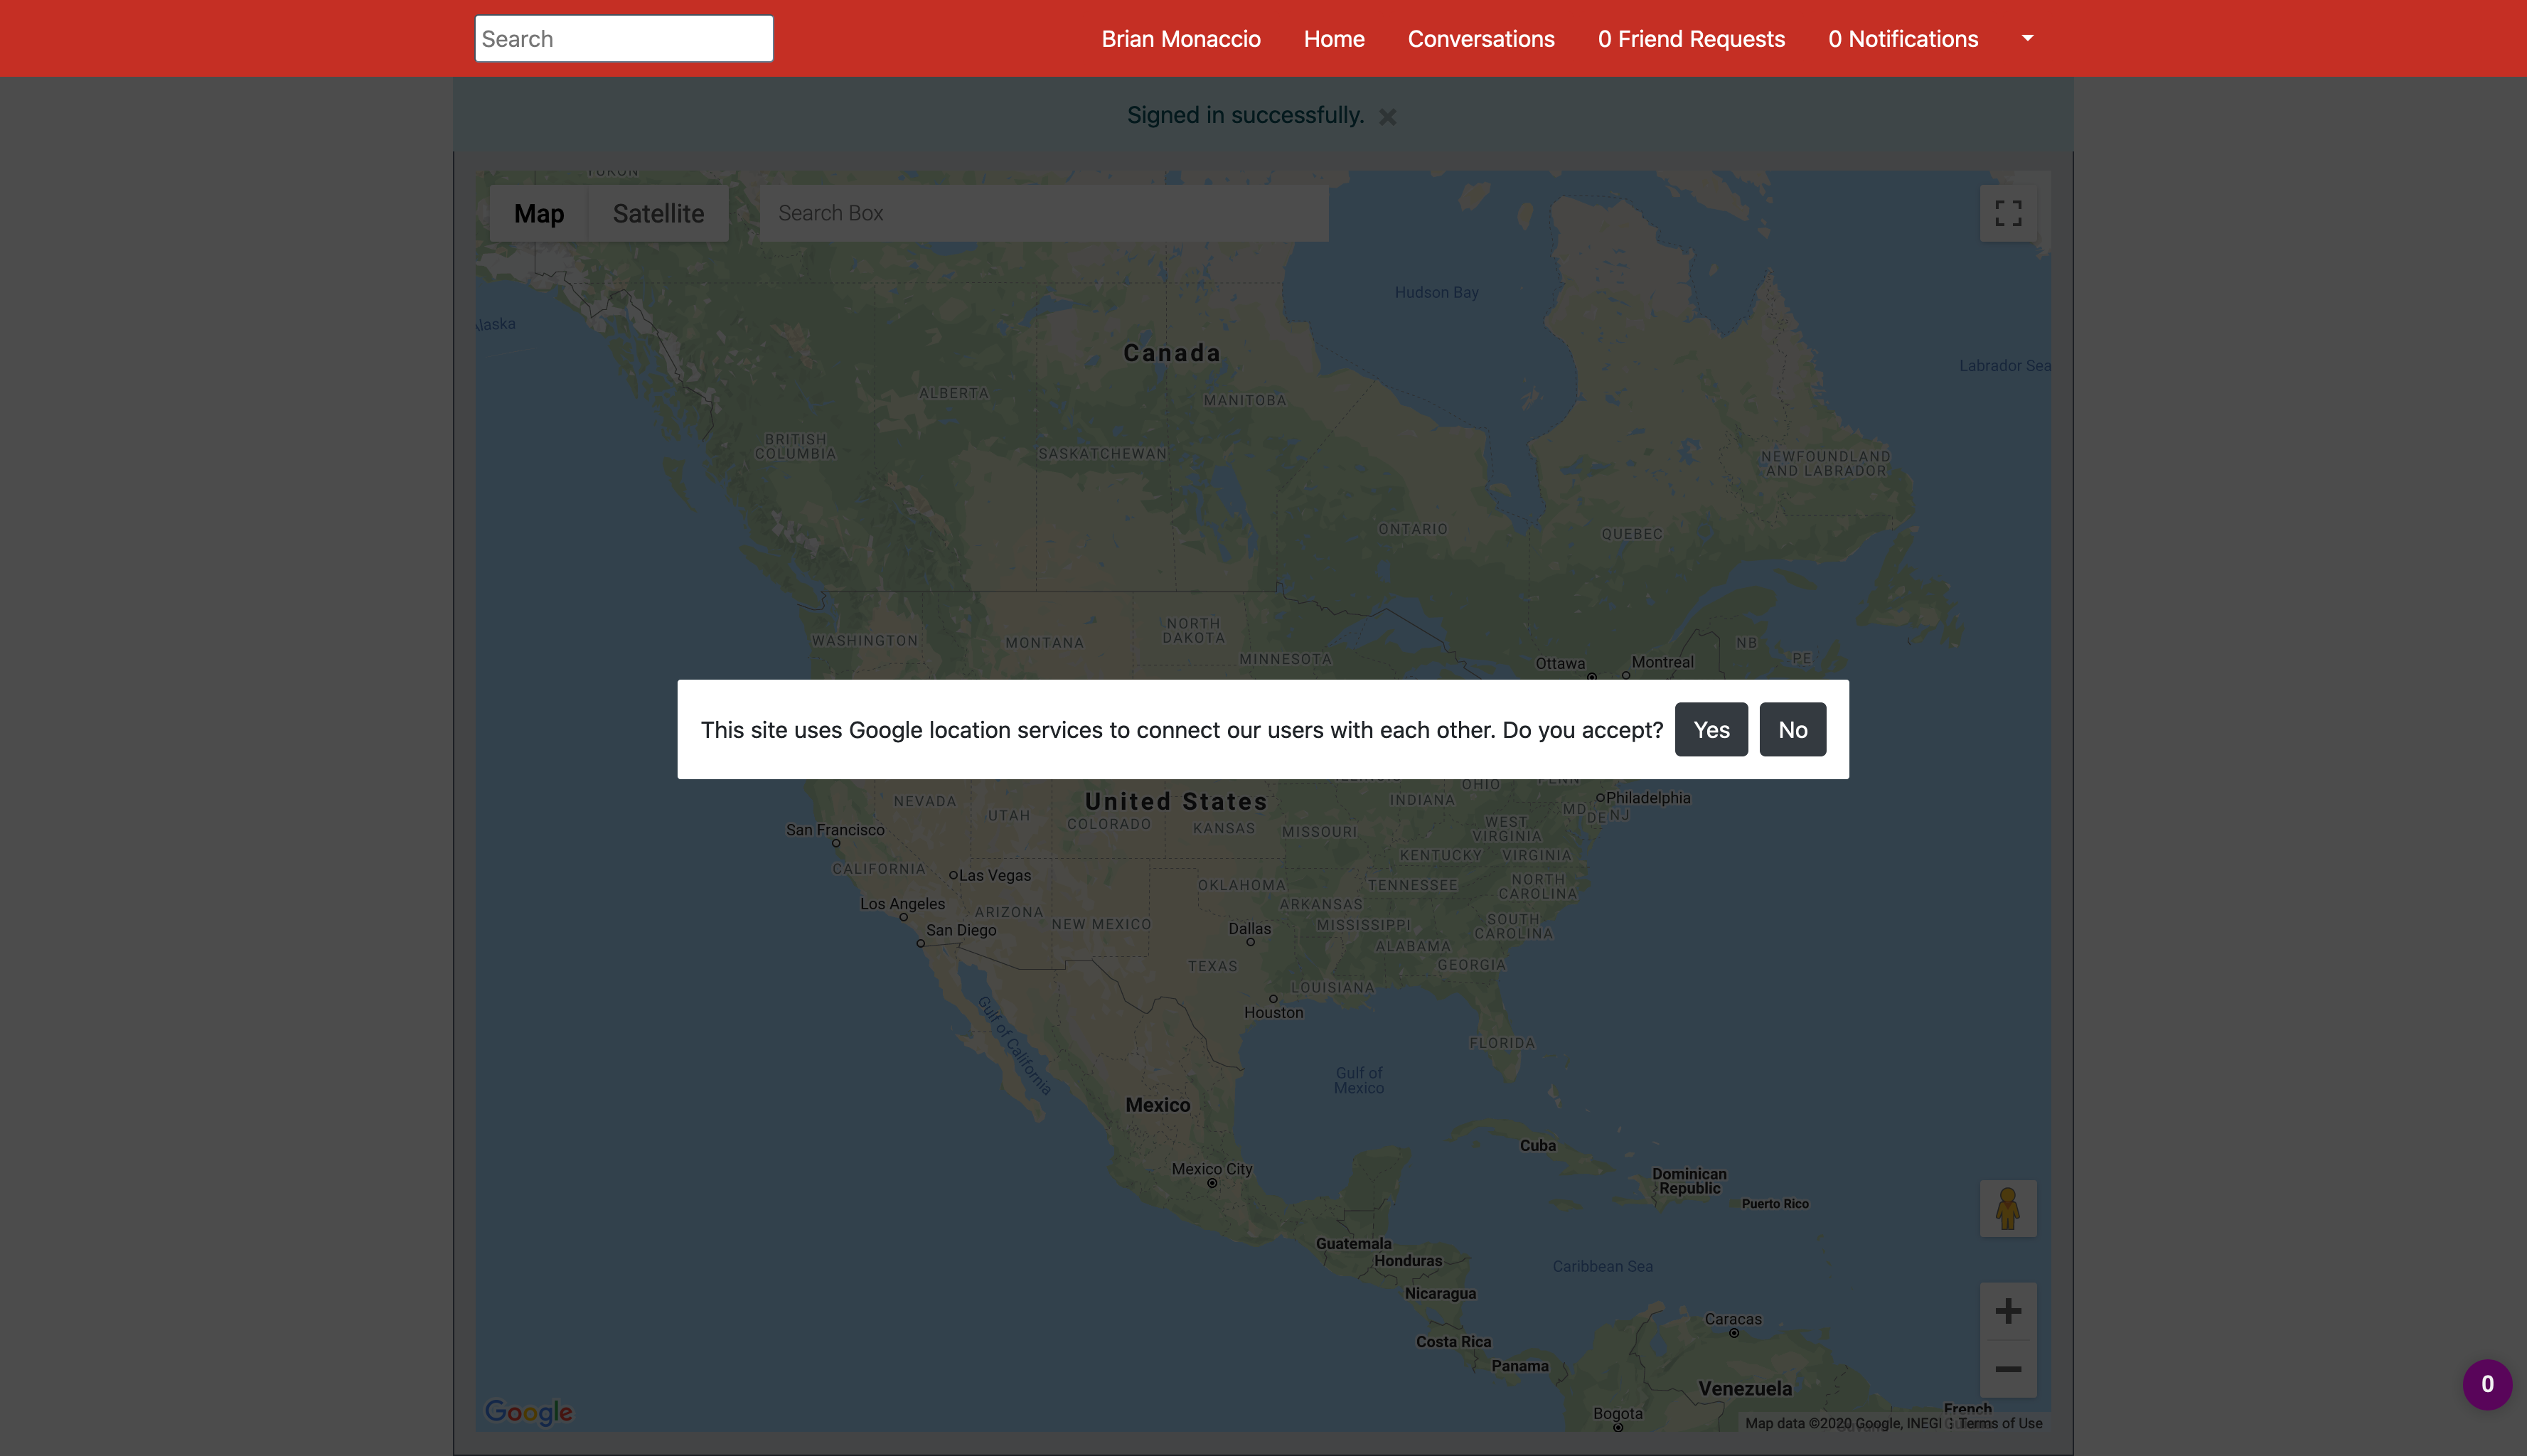 Search
Brian Monaccio
Home
Conversations
0 Friend Requests
0 Notifications
Signed in successfully. ×
YUKON
Map
Satellite
Search Box
Hudson Bay
Alaska
Canada
Labrador Sea
ALBERTA
MANITOBA
BRITISH
COLUMBIA
SASKATCHEWAN
NEWFOUNDLAND
AND LABRADOR
ONTARIO
QUEBEC
WASHINGTON
MONTANA
NORTH
DAKOTA
MINNESOTA
NB
PE
Ottawa
Montreal
This site uses Google location services to connect our users with each other. Do you accept?
Yes
No
OHIO
PENN
NEVADA
United States
INDIANA
Philadelphia
UTAH
COLORADO
KANSAS
MISSOURI
WEST
VIRGINIA
MD
DE
NJ
San Francisco
KENTUCKY
VIRGINIA
CALIFORNIA
Las Vegas
OKLAHOMA
TENNESSEE
NORTH
CAROLINA
Los Angeles
ARIZONA
NEW MEXICO
ARKANSAS
MISSISSIPPI
SOUTH
CAROLINA
San Diego
Dallas
ALABAMA
TEXAS
GEORGIA
LOUISIANA
Gulf of California
Houston
FLORIDA
Gulf of
Mexico
Mexico
Cuba
Mexico City
Dominican
Republic
Puerto Rico
Guatemala
Honduras
Caribbean Sea
Nicaragua
Caracas
Costa Rica
Panama
Venezuela
0
Google
Bogota
French
Map data ©2020 Google, INEGI
Terms of Use